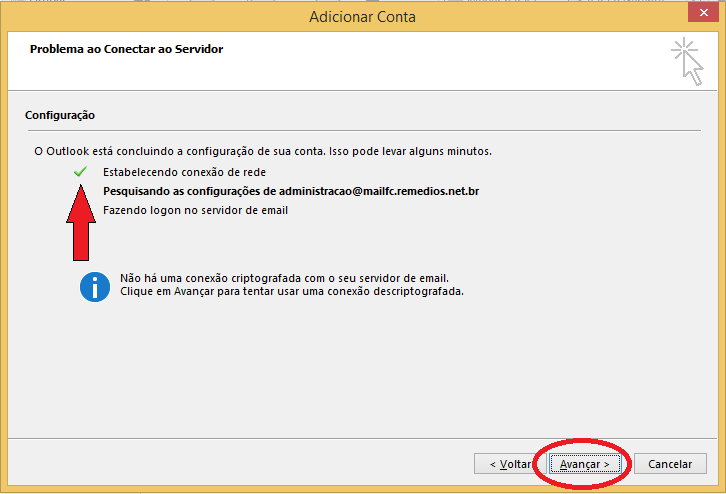 Adicionar Conta
Problema ao Conectar ao Servidor
Configuração
O Outlook está concluindo a configuração de sua conta. Isso pode levar alguns minutos.
Estabelecendo conexão de rede
Pesquisando as configurações de administracao@mailfc.remedios.net.br
Fazendo logon no servidor de email
Não há uma conexão criptografada com o seu servidor de email.
Clique em Avançar para tentar usar uma conexão descriptografada.
< Voltar Avançar > Cancelar